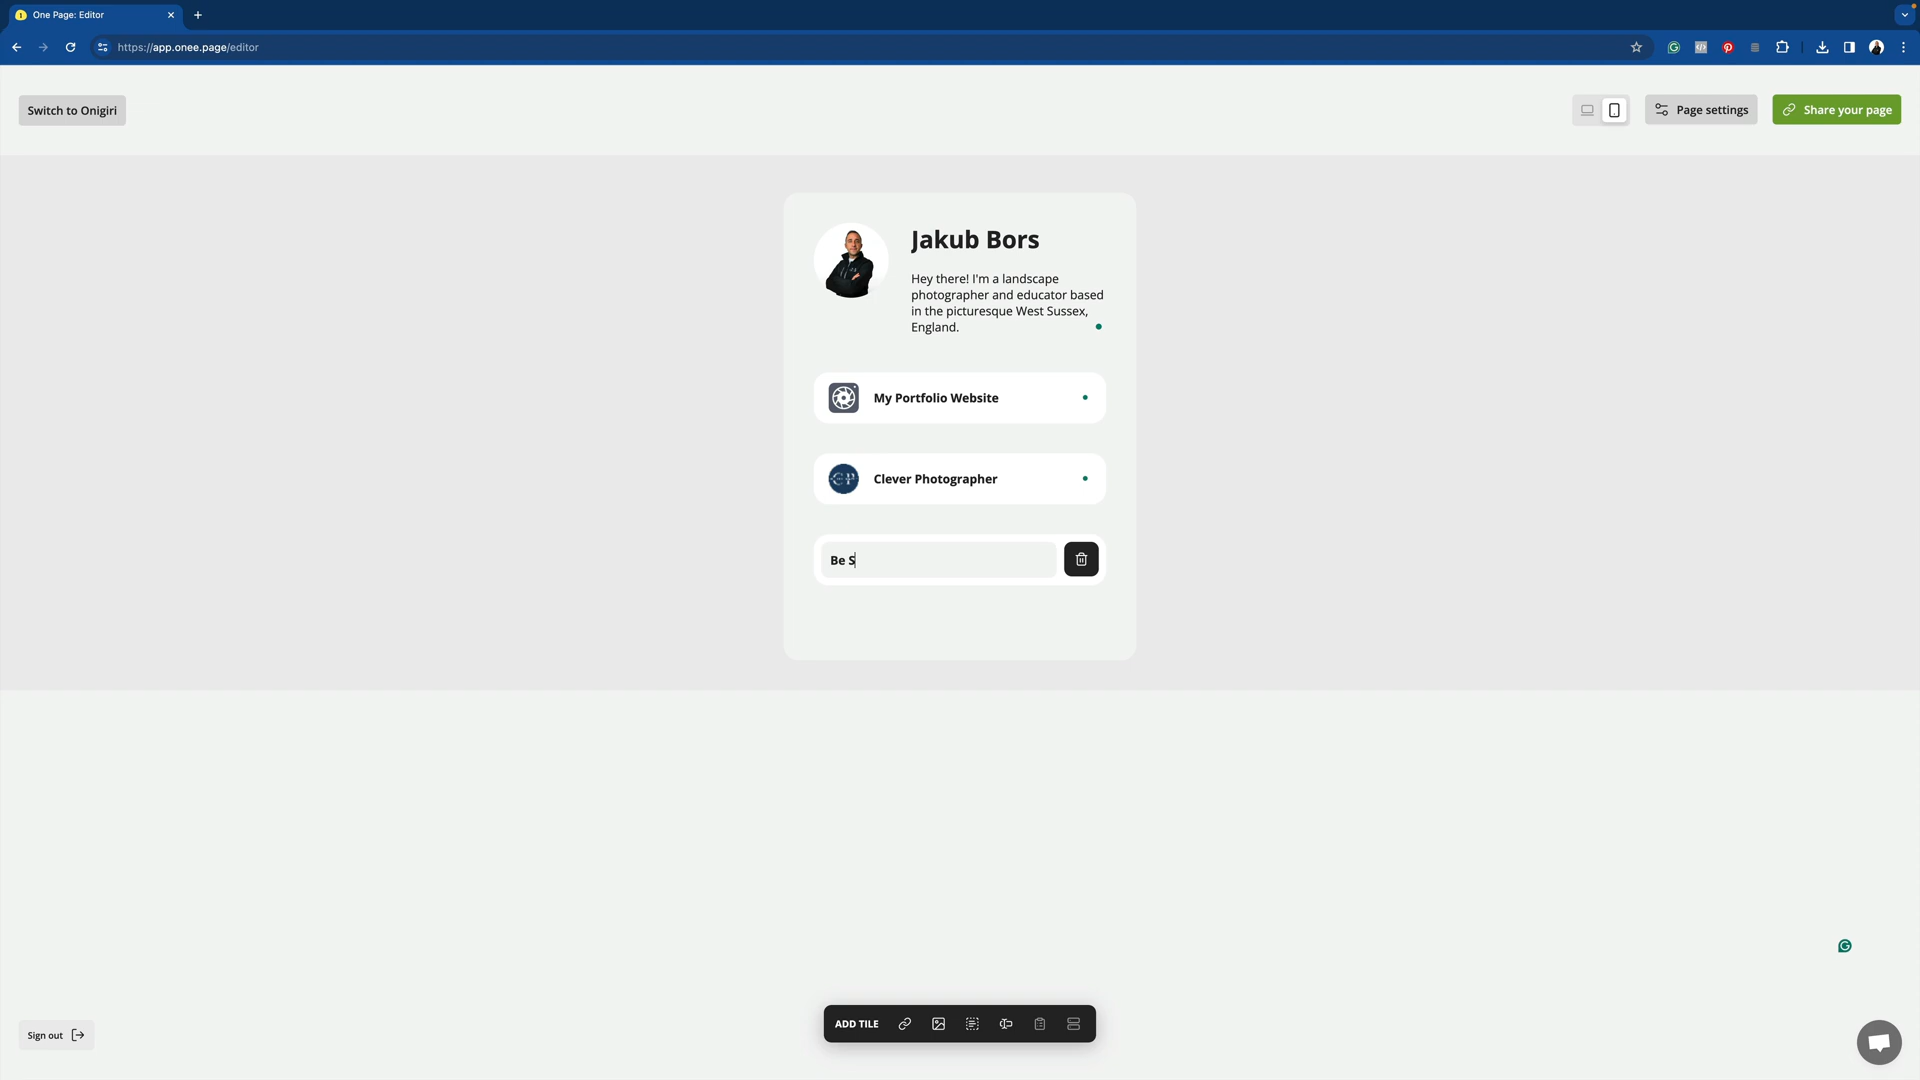 One Page: Editor
https://app.onee.page/editor
Switch to Onigiri
Page settings
Share your page
Jakub Bors
Hey there! I'm a landscape
photographer and educator based
in the picturesque West Sussex,
England.
My Portfolio Website
CP
Clever Photographer
Be S
Sign out
ADD TILE